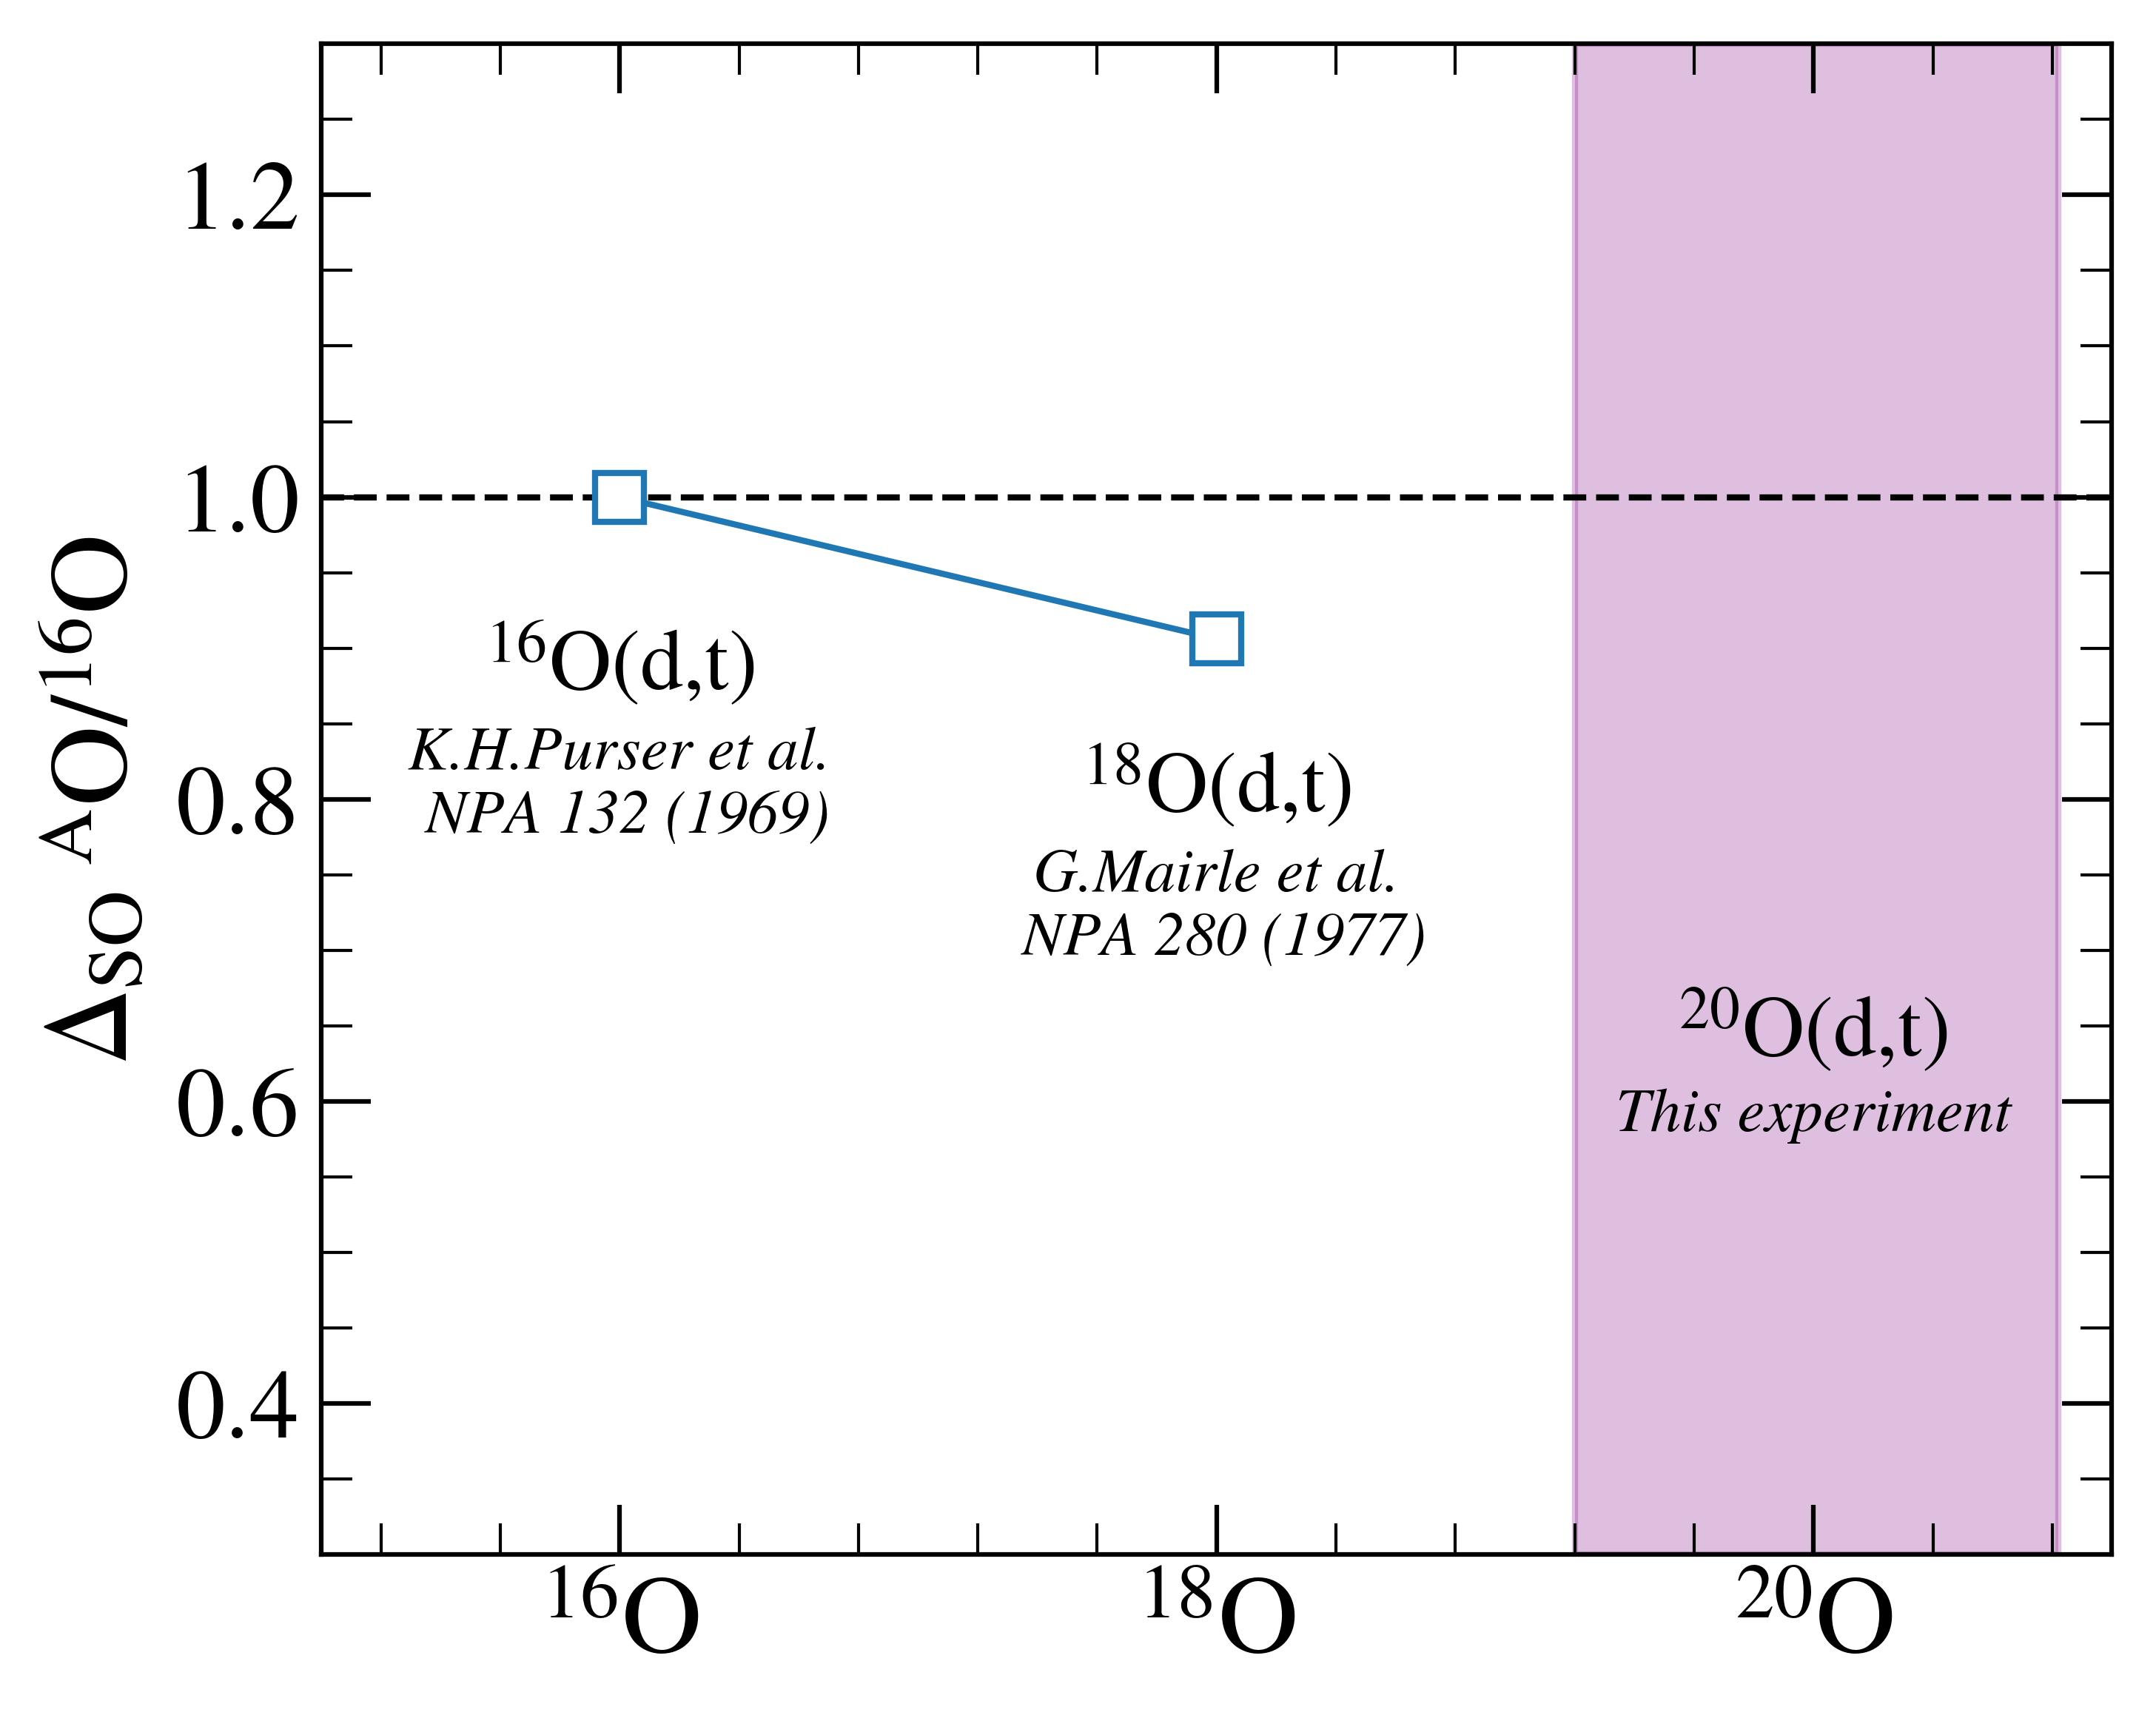 Δso ᴬO/¹⁶O
1.2
1.0
0.8
0.6
0.4
¹⁶O(d,t)
K.H.Purser et al.
NPA 132 (1969)
¹⁸O(d,t)
G.Mairle et al.
NPA 280 (1977)
²⁰O(d,t)
This experiment
¹⁶O
¹⁸O
²⁰O